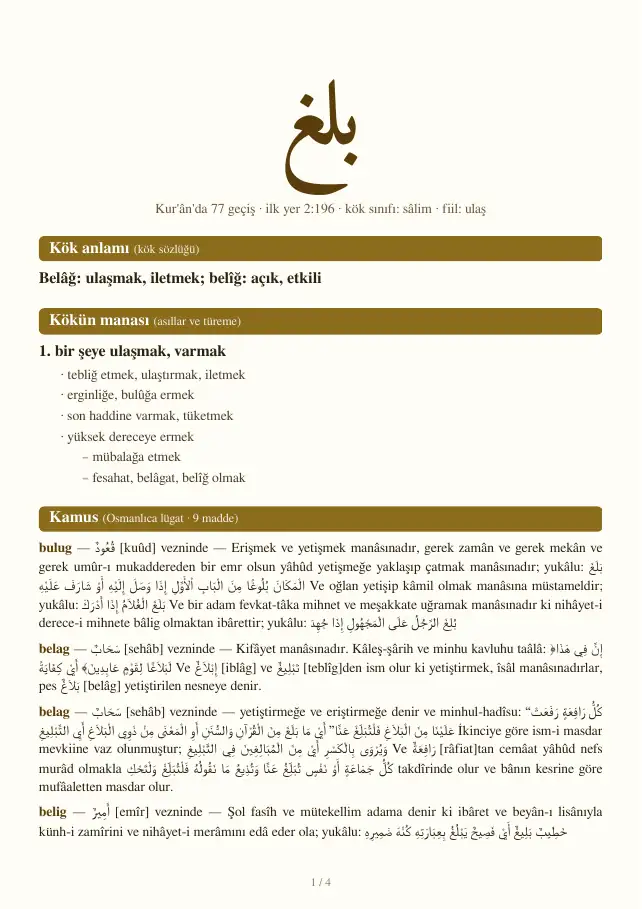 بلغ
Kur'ân'da 77 geçiş · ilk yer 2:196 · kök sınıfı: sâlim · fiil: ulaş
Kök anlamı (kök sözlüğü)
Belâğ: ulaşmak, iletmek; belîğ: açık, etkili
Kökün manası (asıllar ve türeme)
1. bir şeye ulaşmak, varmak
· tebliğ etmek, ulaştırmak, iletmek
· erginliğe, bulûğa ermek
· son haddine varmak, tüketmek
· yüksek dereceye ermek
– mübalağa etmek
– fesahat, belâgat, belîğ olmak
Kamus (Osmanlıca lügat · 9 madde)
bulug — قُعُودٌ [kuûd] vezninde — Erişmek ve yetişmek manâsınadır, gerek zamân ve gerek mekân ve
gerek umûr-ı mukaddereden bir emr olsun yâhûd yetişmeğe yaklaşıp çatmak manâsınadır; yukâlu: بَلَغَ
الْمَكَانَ بُلُوغًا مِنَ الْبَابِ الْأَوَّلِ إِذَا وَصَلَ إِلَيْهِ أَوْ شَارَفَ عَلَيْهِ Ve oğlan yetişip kâmil olmak manâsına müstameldir;
yukâlu: بَلَغَ الْغُلَامُ إِذَا أَدْرَكَ Ve bir adam fevkat-tâka mihnet ve meşakkate uğramak manâsınadır ki nihâyet-i
derece-i mihnete bâlig olmaktan ibârettir; yukâlu: بَلَغَ الرَّجُلُ عَلَى الْمَجْهُولِ إِذَا جُهِدَ
belag — سَحَابٌ [sehâb] vezninde — Kifâyet manâsınadır. Kâleş-şârih ve minhu kavluhu taâlâ: ﴿إِنَّ فِي هَذَا
لَبَلَاغًا لِقَوْمٍ عَابِدِينَ﴾ أَيْ كِفَايَةً Ve إِبْلَاغٌ [iblâg] ve تَبْلِيغٌ [teblîg]den ism olur ki yetiştirmek, îsâl manâsınadırlar,
pes بَلَاغٌ [belâg] yetiştirilen nesneye denir.
belag — سَحَابٌ [sehâb] vezninde — yetiştirmeğe ve eriştirmeğe denir ve minhul-hadîsu: “كُلُّ رَافِعَةٍ رَفَعَتْ
عَلَيْنَا مِنَ الْبَلَاغِ فَلْتُبَلِّغْ عَنَّا” أَيْ مَا بَلَغَ مِنَ الْقُرْآنِ وَالسُّنَنِ أَوِ الْمَعْنَى مِنْ ذَوِي الْبَلَاغِ أَيِ التَّبْلِيغِ İkinciye göre ism-i masdar
mevkiine vaz olunmuştur; وَيُرْوَى بِالْكَسْرِ أَيْ مِنَ الْمُبَالِغِينَ فِي التَّبْلِيغِ Ve رَافِعَةٌ [râfiat]tan cemâat yâhûd nefs
murâd olmakla كُلُّ جَمَاعَةٍ أَوْ نَفْسٍ تُبَلِّغُ عَنَّا وَتُذِيعُ مَا نَقُولُهُ فَلْتُبَلِّغْ وَلْتَحْكِ takdîrinde olur ve bânın kesrine göre
mufâaletten masdar olur.
belig — أَمِيرٌ [emîr] vezninde — Şol fasîh ve mütekellim adama denir ki ibâret ve beyân-ı lisânıyla
künh-i zamîrini ve nihâyet-i merâmını edâ eder ola; yukâlu: خَطِيبٌ بَلِيغٌ أَيْ فَصِيحٌ يَبْلُغُ بِعِبَارَتِهِ كُنْهَ ضَمِيرِهِ
1 / 4